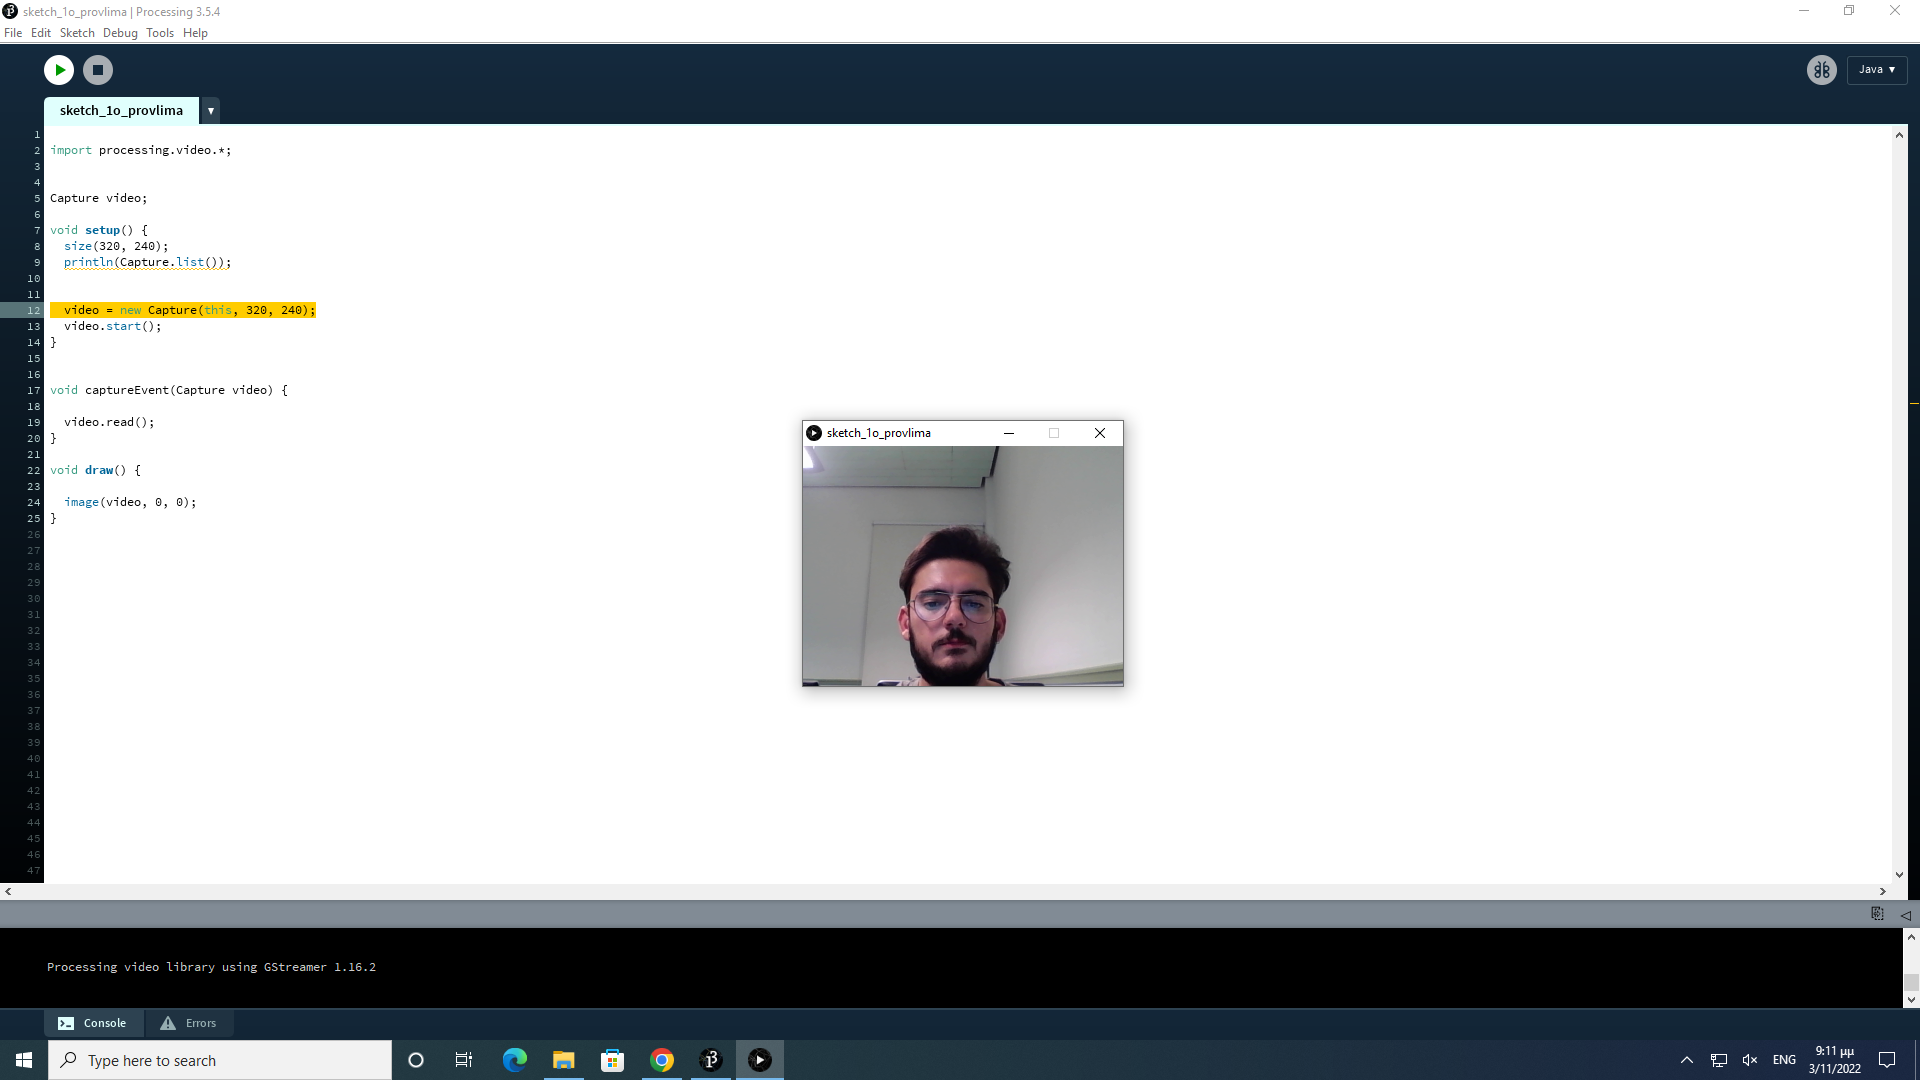 sketch_1o_provlima | Processing 3.5.4
File Edit Sketch Debug Tools Help
Java ▾
sketch_1o_provlima ▾
1
2 import processing.video.*;
3
4
5 Capture video;
6
7 void setup() {
8 size(320, 240);
9 println(Capture.list());
10
11
12 video = new Capture(this, 320, 240);
13 video.start();
14 }
15
16
17 void captureEvent(Capture video) {
18
19 video.read();
20 }
21
22 void draw() {
23
24 image(video, 0, 0);
25 }
26
27
28
29
30
31
32
33
34
35
36
37
38
39
40
41
42
43
44
45
46
47
sketch_1o_provlima
Processing video library using GStreamer 1.16.2
Console Errors
Type here to search
ENG
9:11 μμ
3/11/2022